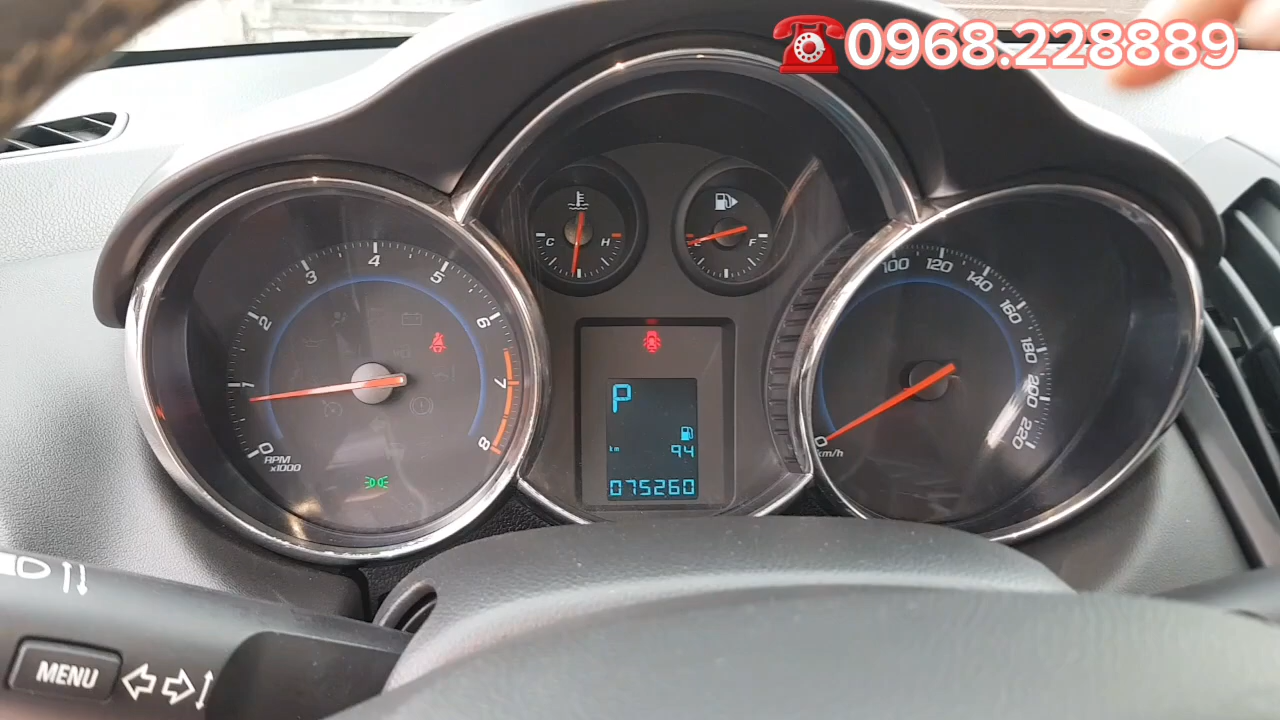 0968.228889
C H
E F
0 1 2 3 4 5 6 7 8
RPM
x1000
P
km 94
075260
0 100 120 140 160 180 200 220
km/h
MENU